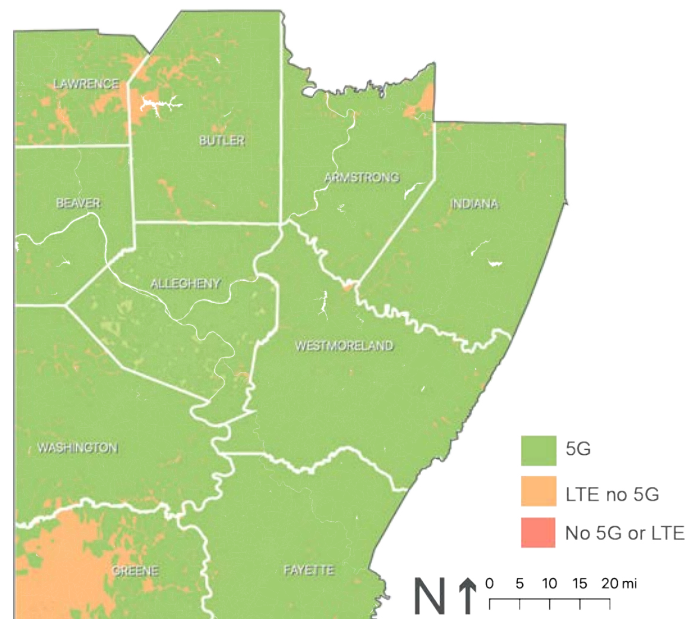 LAWRENCE
BUTLER
ARMSTRONG
BEAVER
INDIANA
ALLEGHENY
WESTMORELAND
WASHINGTON
5G
LTE no 5G
No 5G or LTE
GREENE
FAYETTE
N 0 5 10 15 20 mi